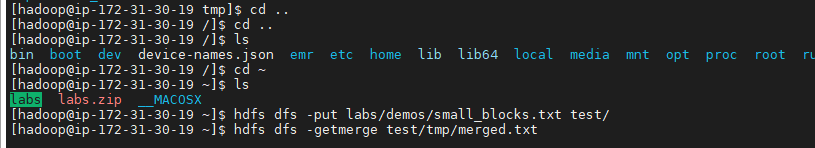 [hadoop@ip-172-31-30-19 tmp]$ cd ..
[hadoop@ip-172-31-30-19 /]$ cd ..
[hadoop@ip-172-31-30-19 /]$ ls
bin boot dev device-names.json emr etc home lib lib64 local media mnt opt proc root ru
[hadoop@ip-172-31-30-19 /]$ cd ~
[hadoop@ip-172-31-30-19 ~]$ ls
labs labs.zip __MACOSX
[hadoop@ip-172-31-30-19 ~]$ hdfs dfs -put labs/demos/small_blocks.txt test/
[hadoop@ip-172-31-30-19 ~]$ hdfs dfs -getmerge test/tmp/merged.txt